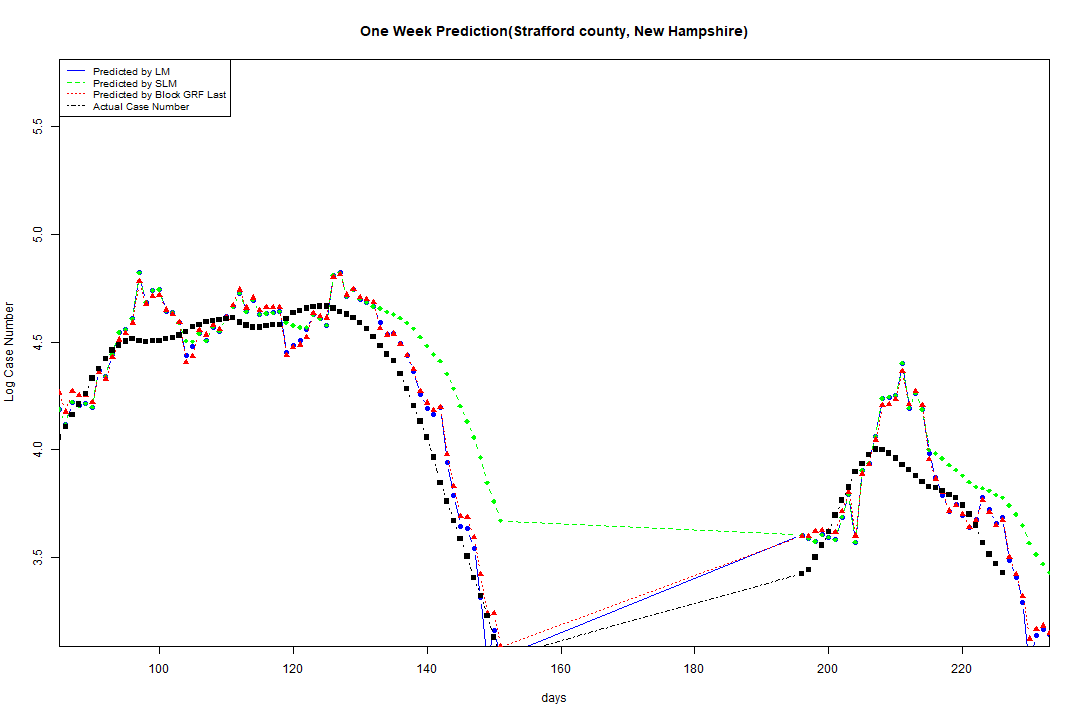 One Week Prediction(Strafford county, New Hampshire)
Predicted by LM
Predicted by SLM
Predicted by Block GRF Last
Actual Case Number
Log Case Number
5.5
5.0
4.5
4.0
3.5
100 120 140 160 180 200 220
days